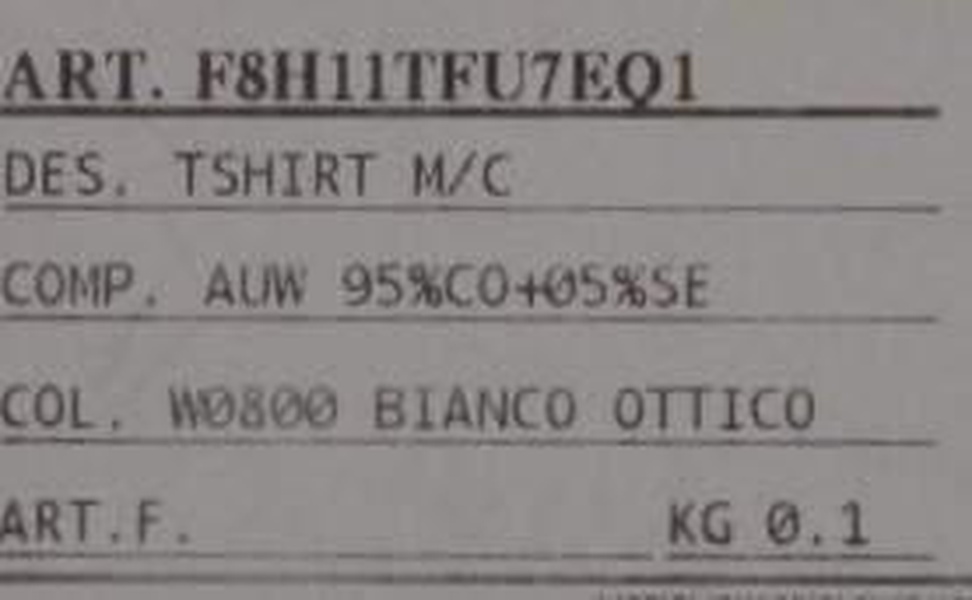 ART. F8H11TFU7EQ1
DES. TSHIRT M/C
COMP. AUW 95%CO+05%SE
COL. W0800 BIANCO OTTICO
ART.F. KG 0.1